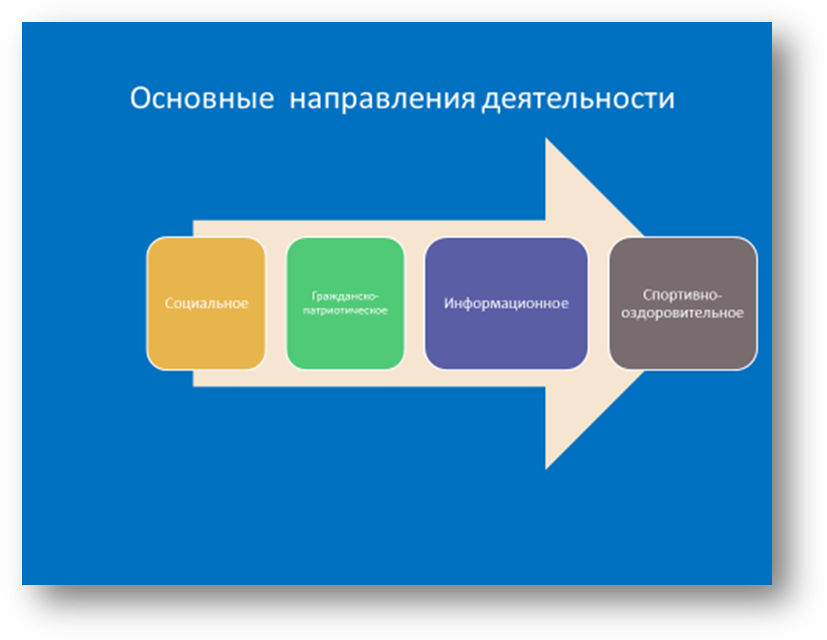 Основные направления деятельности
Социальное
Гражданско-
патриотическое
Информационное
Спортивно-
оздоровительное